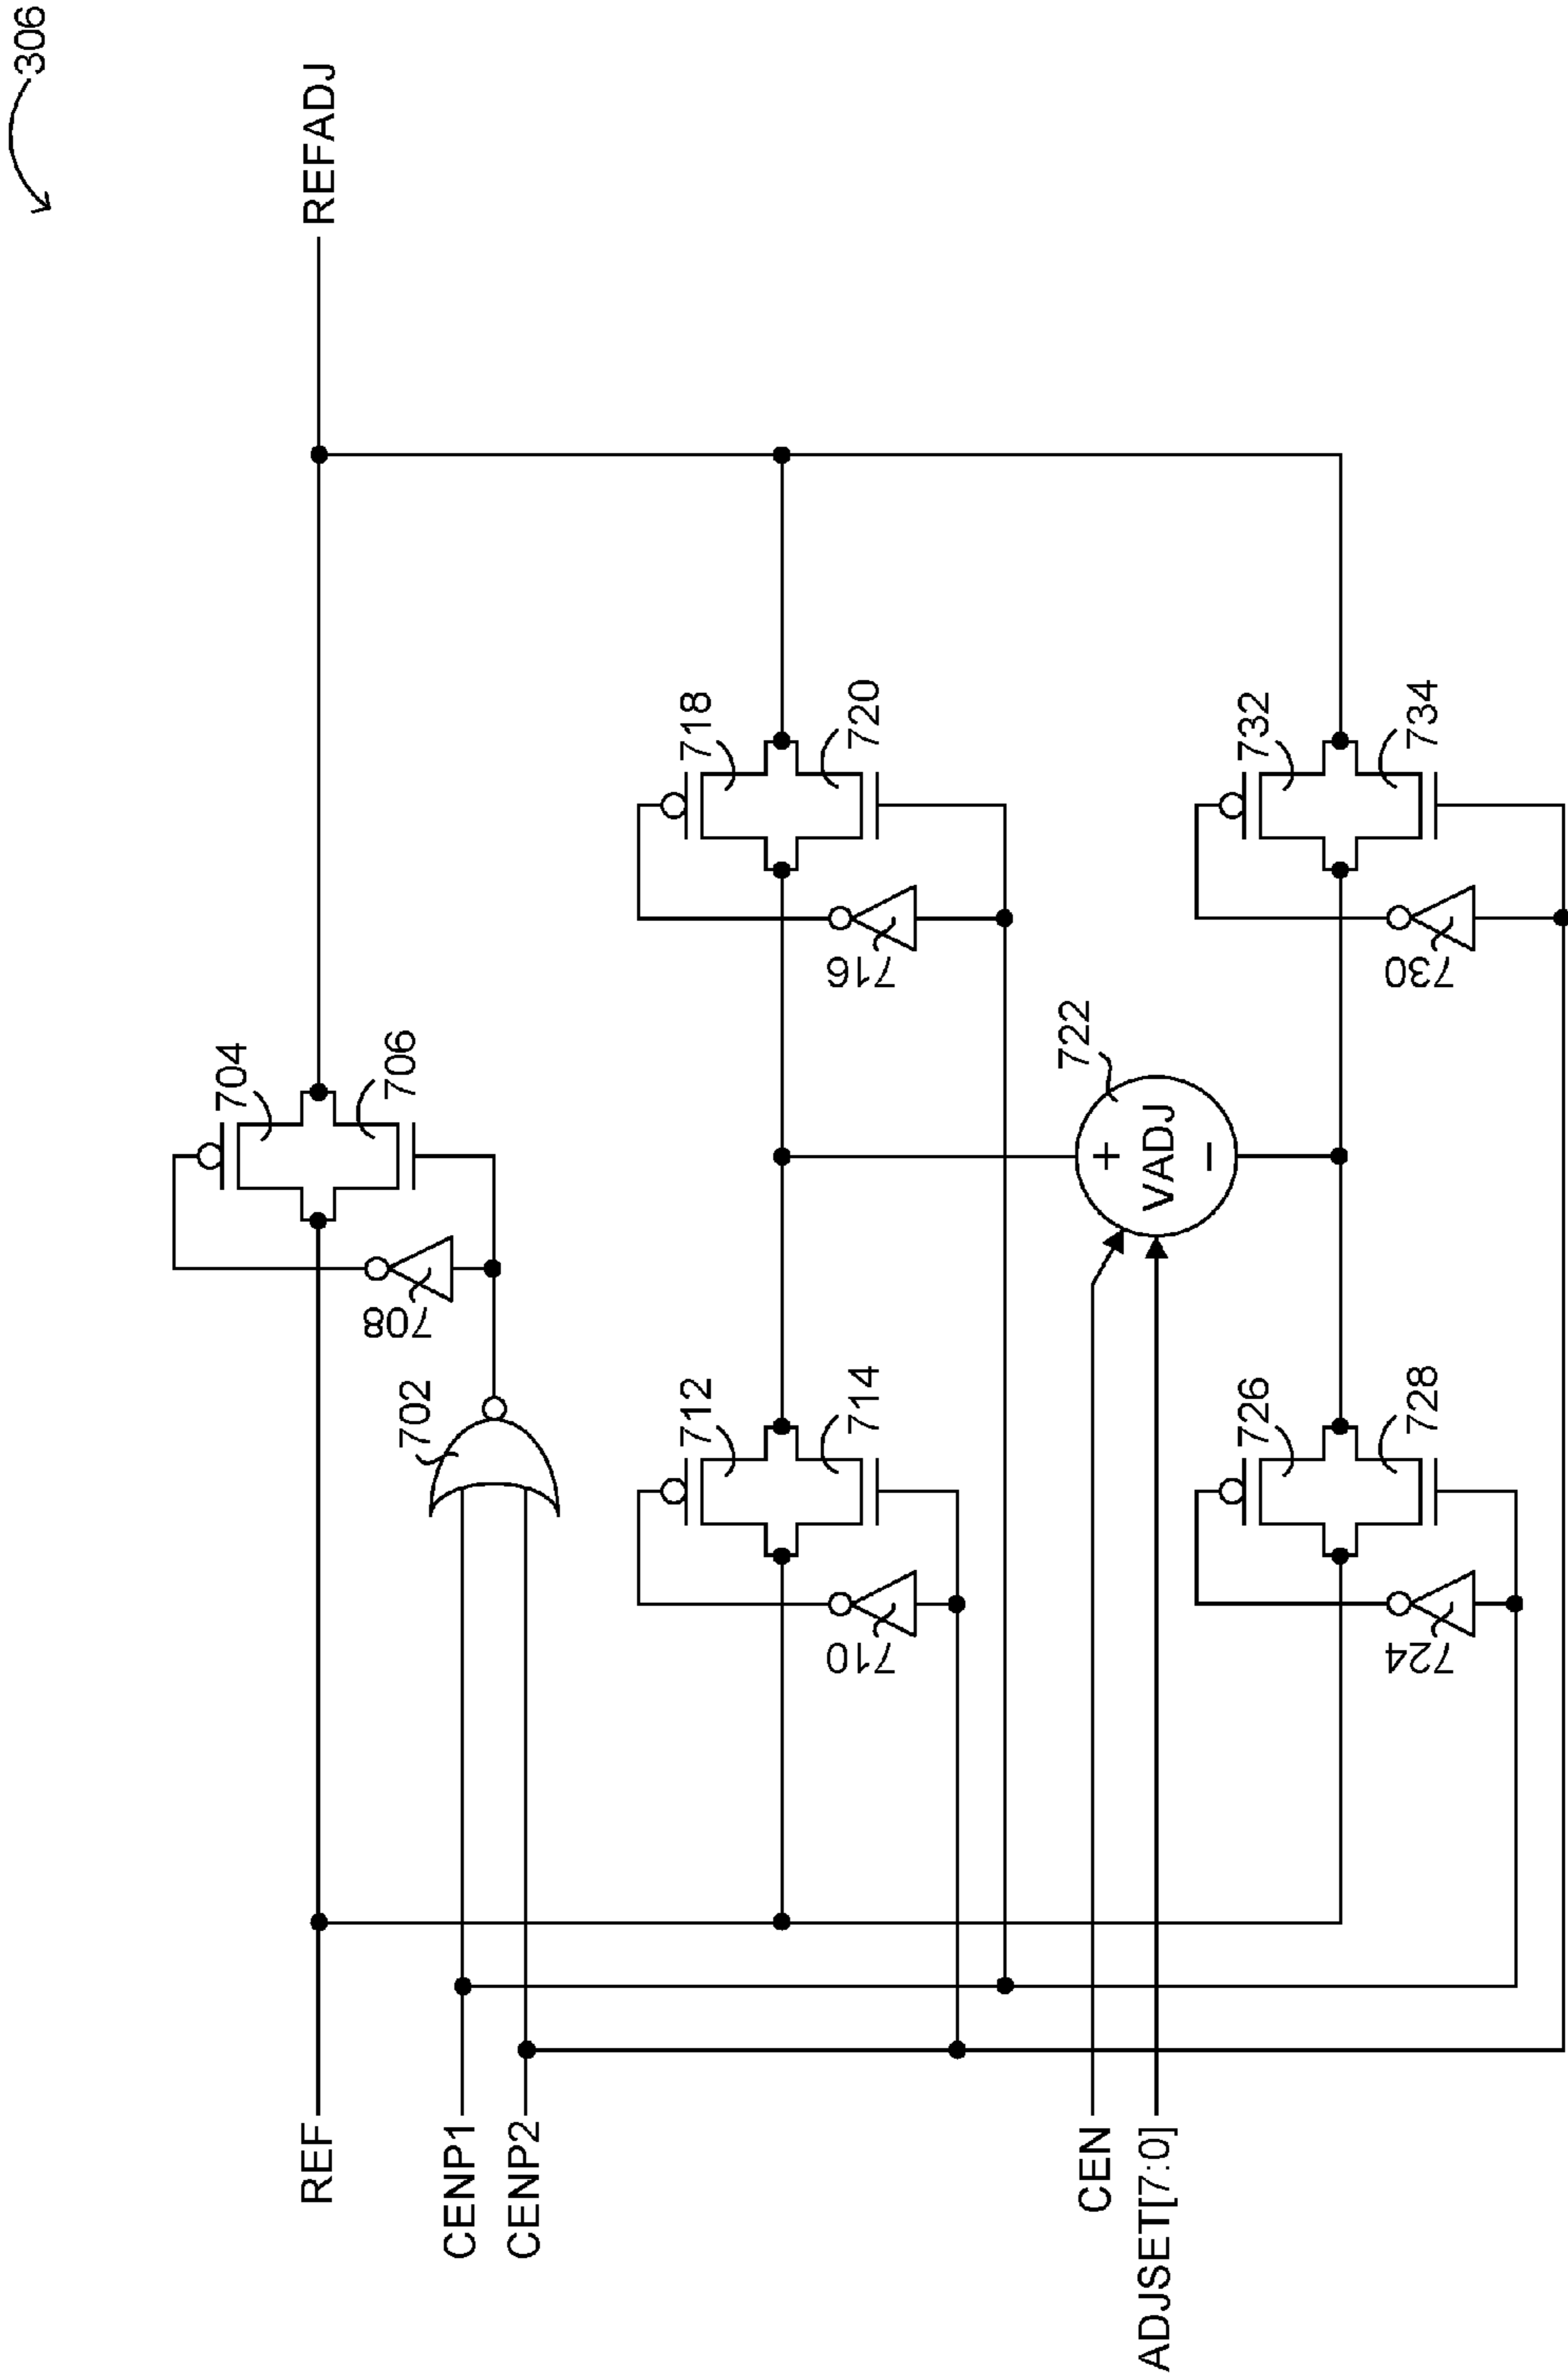 306
REF
REFADJ
704
706
708
CENP1
702
CENP2
712
714
710
718
720
716
CEN
722
+
VADJ
−
ADJSET[7:0]
726
728
724
732
734
730